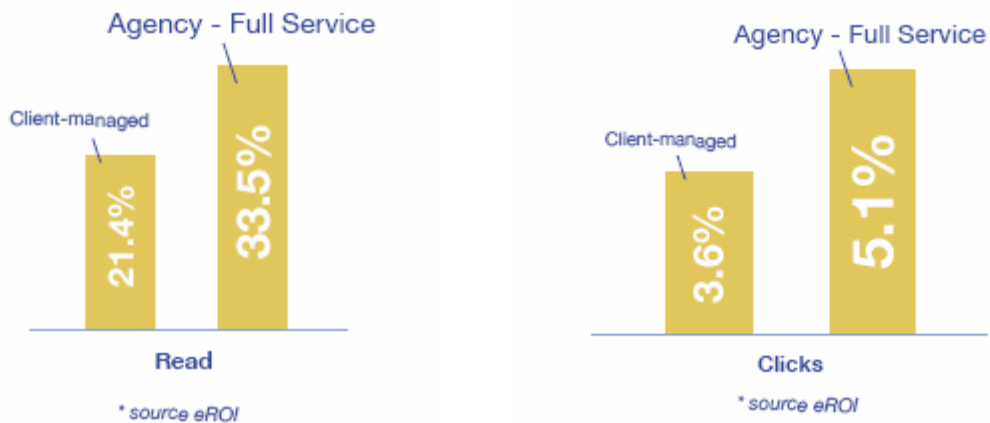 Agency - Full Service
Client-managed
21.4%
33.5%
Read
* source eROI
Agency - Full Service
Client-managed
3.6%
5.1%
Clicks
* source eROI